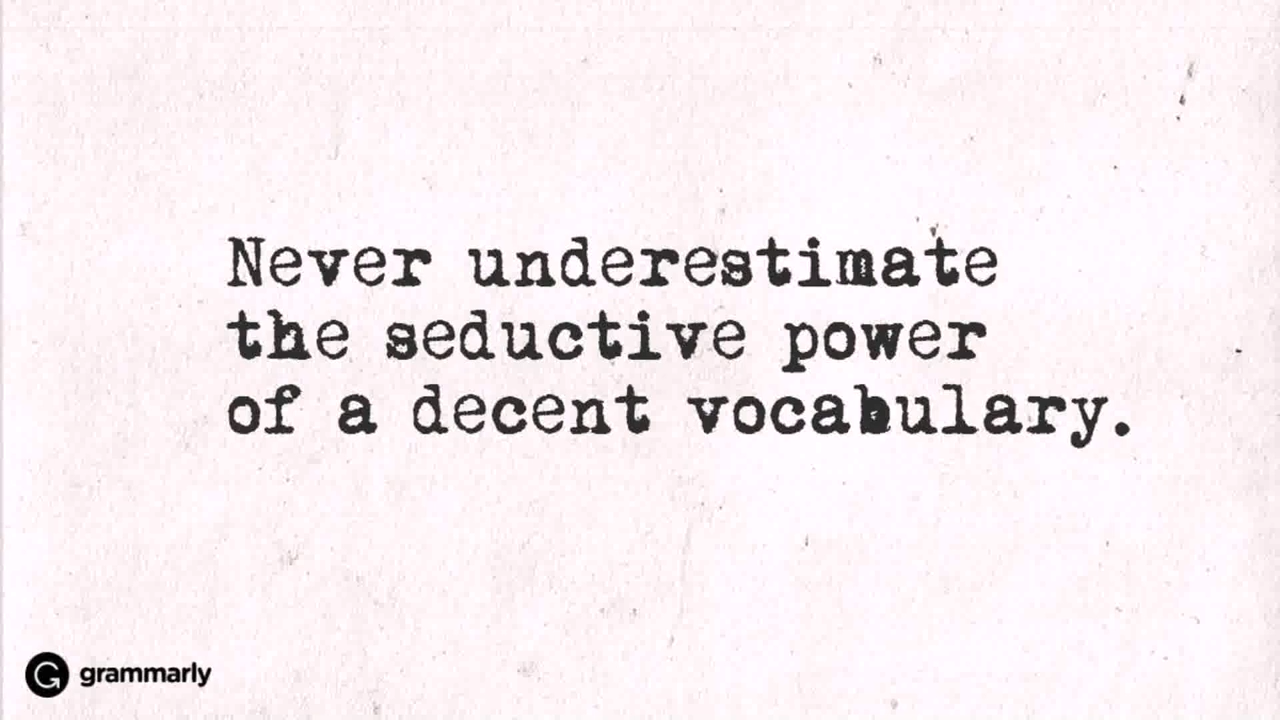 Never underestimate
the seductive power
of a decent vocabulary.
grammarly